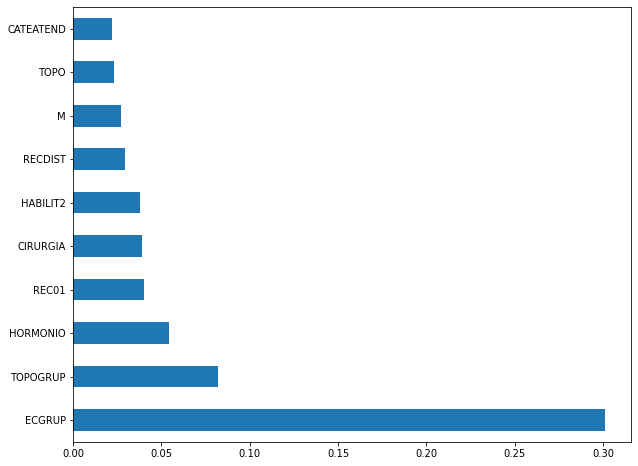 CATEATEND
TOPO
M
RECDIST
HABILIT2
CIRURGIA
REC01
HORMONIO
TOPOGRUP
ECGRUP
0.00 0.05 0.10 0.15 0.20 0.25 0.30